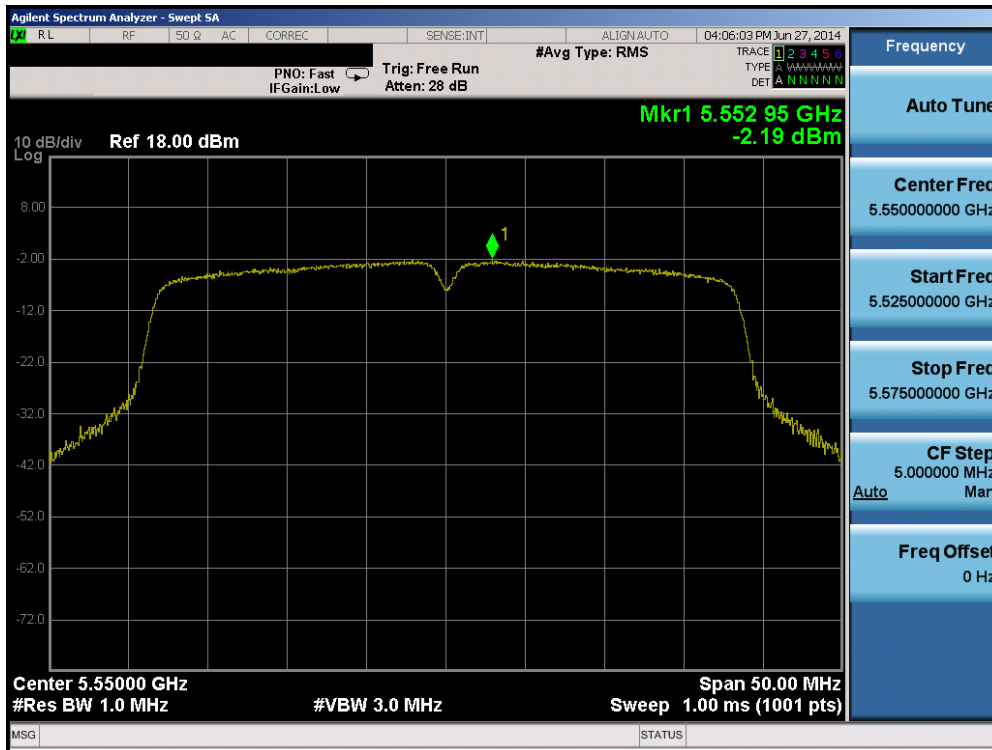 Agilent Spectrum Analyzer - Swept SA
LXI RL RF 50 Ω AC CORREC SENSE:INT ALIGN AUTO 04:06:03 PM Jun 27, 2014
#Avg Type: RMS
TRACE 1 2 3 4 5 6
TYPE A WWWWW
DET A N N N N N
PNO: Fast
IFGain:Low
Trig: Free Run
Atten: 28 dB
Mkr1 5.552 95 GHz
-2.19 dBm
10 dB/div Ref 18.00 dBm
Log
8.00
-2.00
-12.0
-22.0
-32.0
-42.0
-52.0
-62.0
-72.0
1
Center 5.55000 GHz Span 50.00 MHz
#Res BW 1.0 MHz #VBW 3.0 MHz Sweep 1.00 ms (1001 pts)
MSG STATUS
Frequency
Auto Tune
Center Freq
5.550000000 GHz
Start Freq
5.525000000 GHz
Stop Freq
5.575000000 GHz
CF Step
5.000000 MHz
Auto Man
Freq Offset
0 Hz